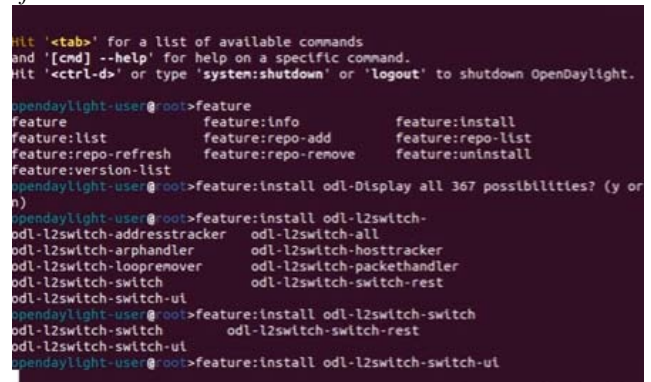 Hit '<tab>' for a list of available commands
and '[cmd] --help' for help on a specific command.
Hit '<ctrl-d>' or type 'system:shutdown' or 'logout' to shutdown OpenDaylight.
opendaylight-user@root>feature
feature feature:info feature:install
feature:list feature:repo-add feature:repo-list
feature:repo-refresh feature:repo-remove feature:uninstall
feature:version-list
opendaylight-user@root>feature:install odl-Display all 367 possibilities? (y or
n)
opendaylight-user@root>feature:install odl-l2switch-
odl-l2switch-addresstracker odl-l2switch-all
odl-l2switch-arphandler odl-l2switch-hosttracker
odl-l2switch-loopremover odl-l2switch-packethandler
odl-l2switch-switch odl-l2switch-switch-rest
odl-l2switch-switch-ui
opendaylight-user@root>feature:install odl-l2switch-switch
odl-l2switch-switch odl-l2switch-switch-rest
odl-l2switch-switch-ui
opendaylight-user@root>feature:install odl-l2switch-switch-ui